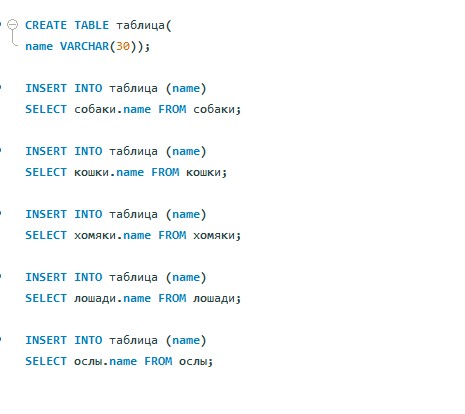 CREATE TABLE таблица(
name VARCHAR(30));
INSERT INTO таблица (name)
SELECT собаки.name FROM собаки;
INSERT INTO таблица (name)
SELECT кошки.name FROM кошки;
INSERT INTO таблица (name)
SELECT хомяки.name FROM хомяки;
INSERT INTO таблица (name)
SELECT лошади.name FROM лошади;
INSERT INTO таблица (name)
SELECT ослы.name FROM ослы;